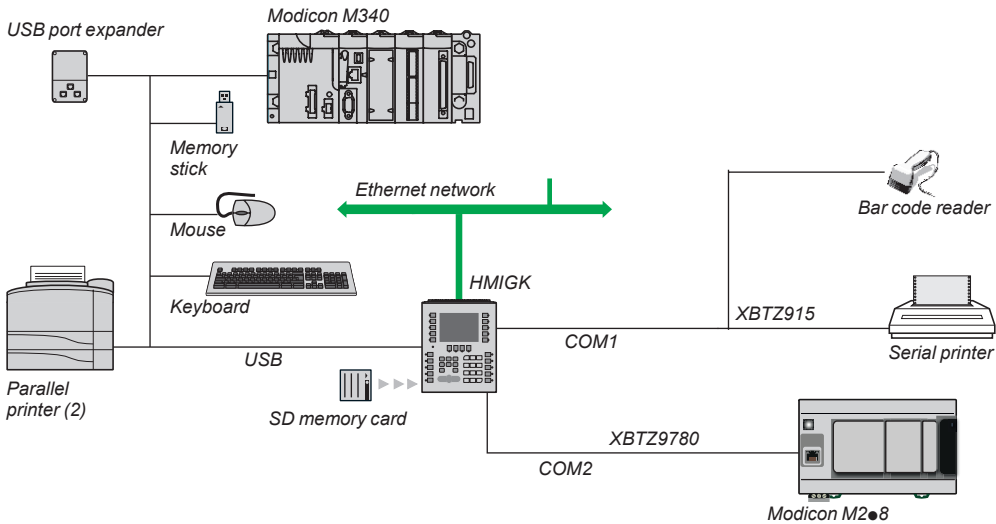 Modicon M340
USB port expander
Memory
stick
Ethernet network
Bar code reader
Mouse
HMIGK
Keyboard
XBTZ915
COM1
USB
Serial printer
Parallel
printer (2)
SD memory card
XBTZ9780
COM2
Modicon M2●8